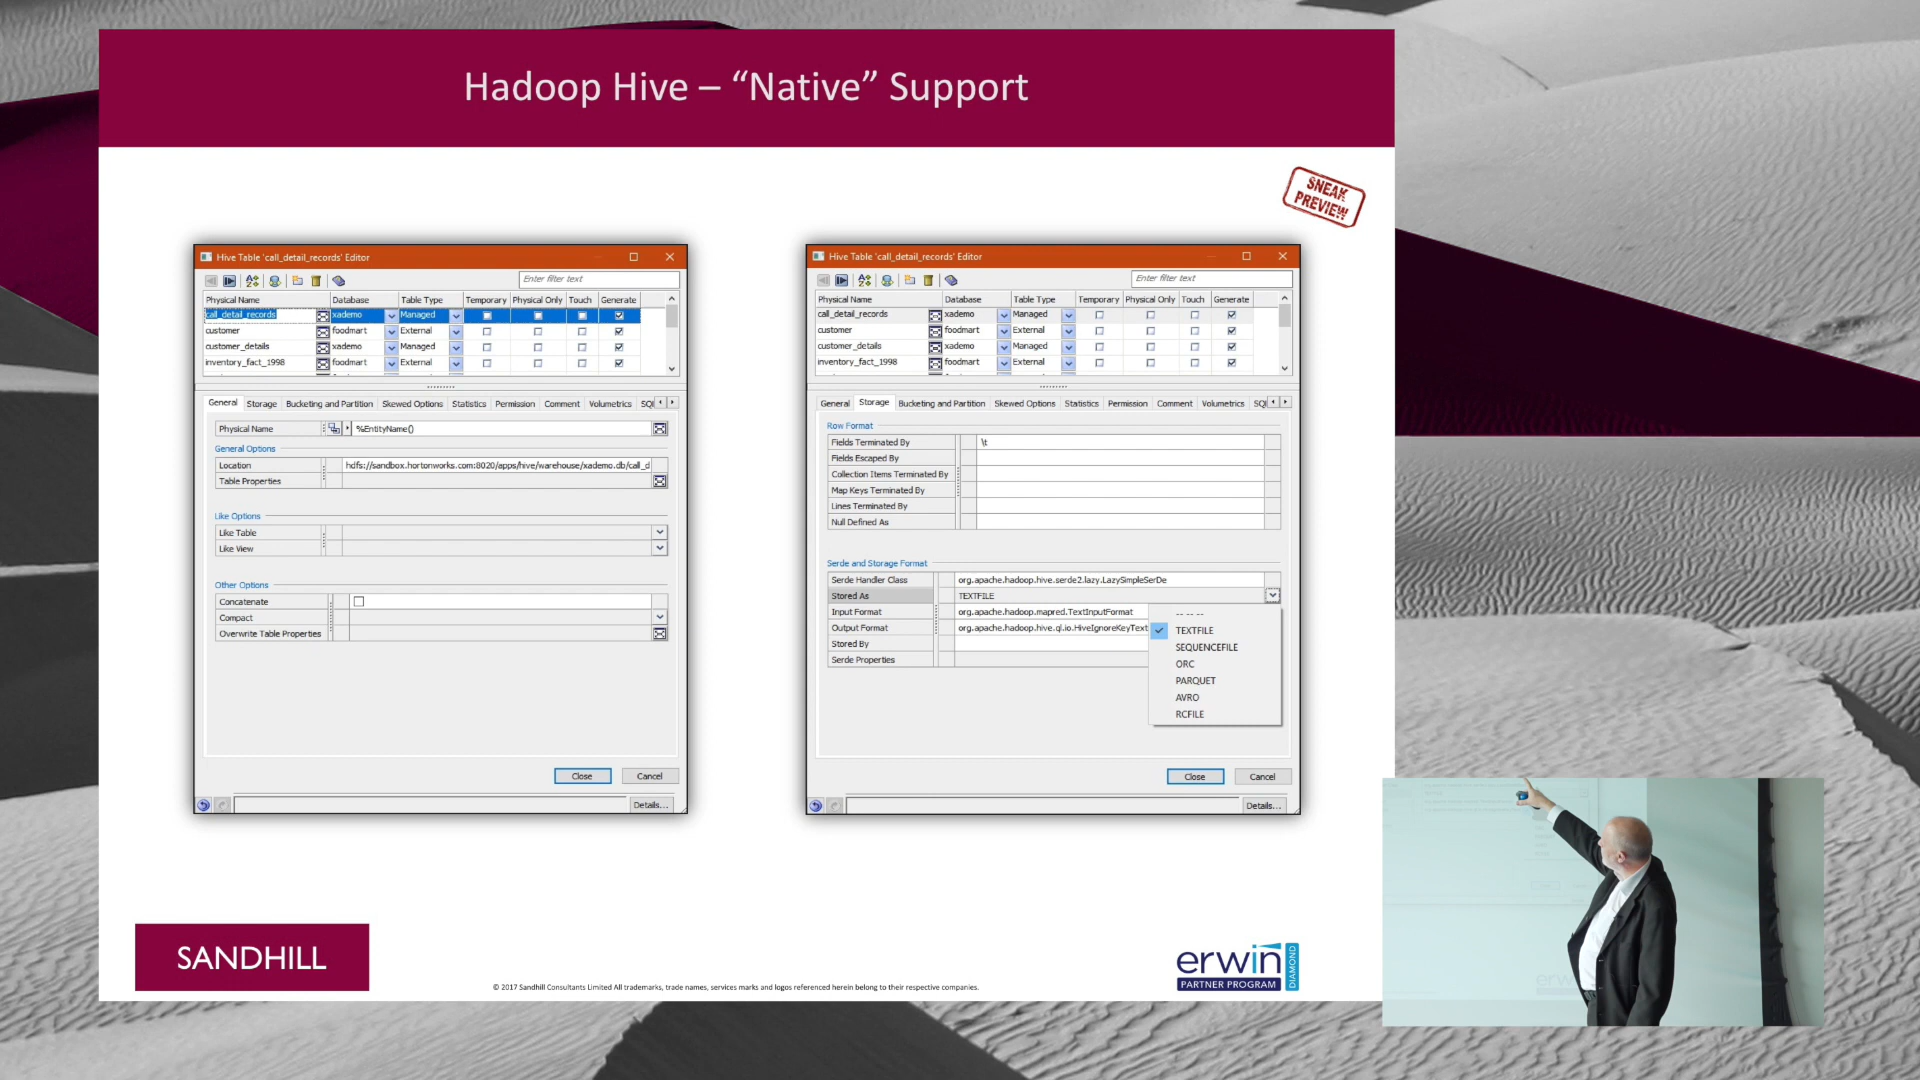 Hadoop Hive – “Native” Support
SNEAK
PREVIEW
Hive Table 'call_detail_records' Editor
Enter filter text
Physical Name Database Table Type Temporary Physical Only Touch Generate
call_detail_records xademo Managed
customer foodmart External
customer_details xademo Managed
inventory_fact_1998 foodmart External
General Storage Bucketing and Partition Skewed Options Statistics Permission Comment Volumetrics SQL
Physical Name %EntityName()
General Options
Location hdfs://sandbox.hortonworks.com:8020/apps/hive/warehouse/xademo.db/call_d
Table Properties
Like Options
Like Table
Like View
Other Options
Concatenate
Compact
Overwrite Table Properties
Close Cancel
Details...
Hive Table 'call_detail_records' Editor
Enter filter text
Physical Name Database Table Type Temporary Physical Only Touch Generate
call_detail_records xademo Managed
customer foodmart External
customer_details xademo Managed
inventory_fact_1998 foodmart External
General Storage Bucketing and Partition Skewed Options Statistics Permission Comment Volumetrics SQ
Row Format
Fields Terminated By \t
Fields Escaped By
Collection Items Terminated By
Map Keys Terminated By
Lines Terminated By
Null Defined As
Serde and Storage Format
Serde Handler Class org.apache.hadoop.hive.serde2.lazy.LazySimpleSerDe
Stored As TEXTFILE
Input Format org.apache.hadoop.mapred.TextInputFormat
Output Format org.apache.hadoop.hive.ql.io.HiveIgnoreKeyText
Stored By
Serde Properties
-- -- --
TEXTFILE
SEQUENCEFILE
ORC
PARQUET
AVRO
RCFILE
Close Cancel
Details...
SANDHILL
© 2017 Sandhill Consultants Limited All trademarks, trade names, services marks and logos referenced herein belong to their respective companies.
erwin
PARTNER PROGRAM
DIAMOND